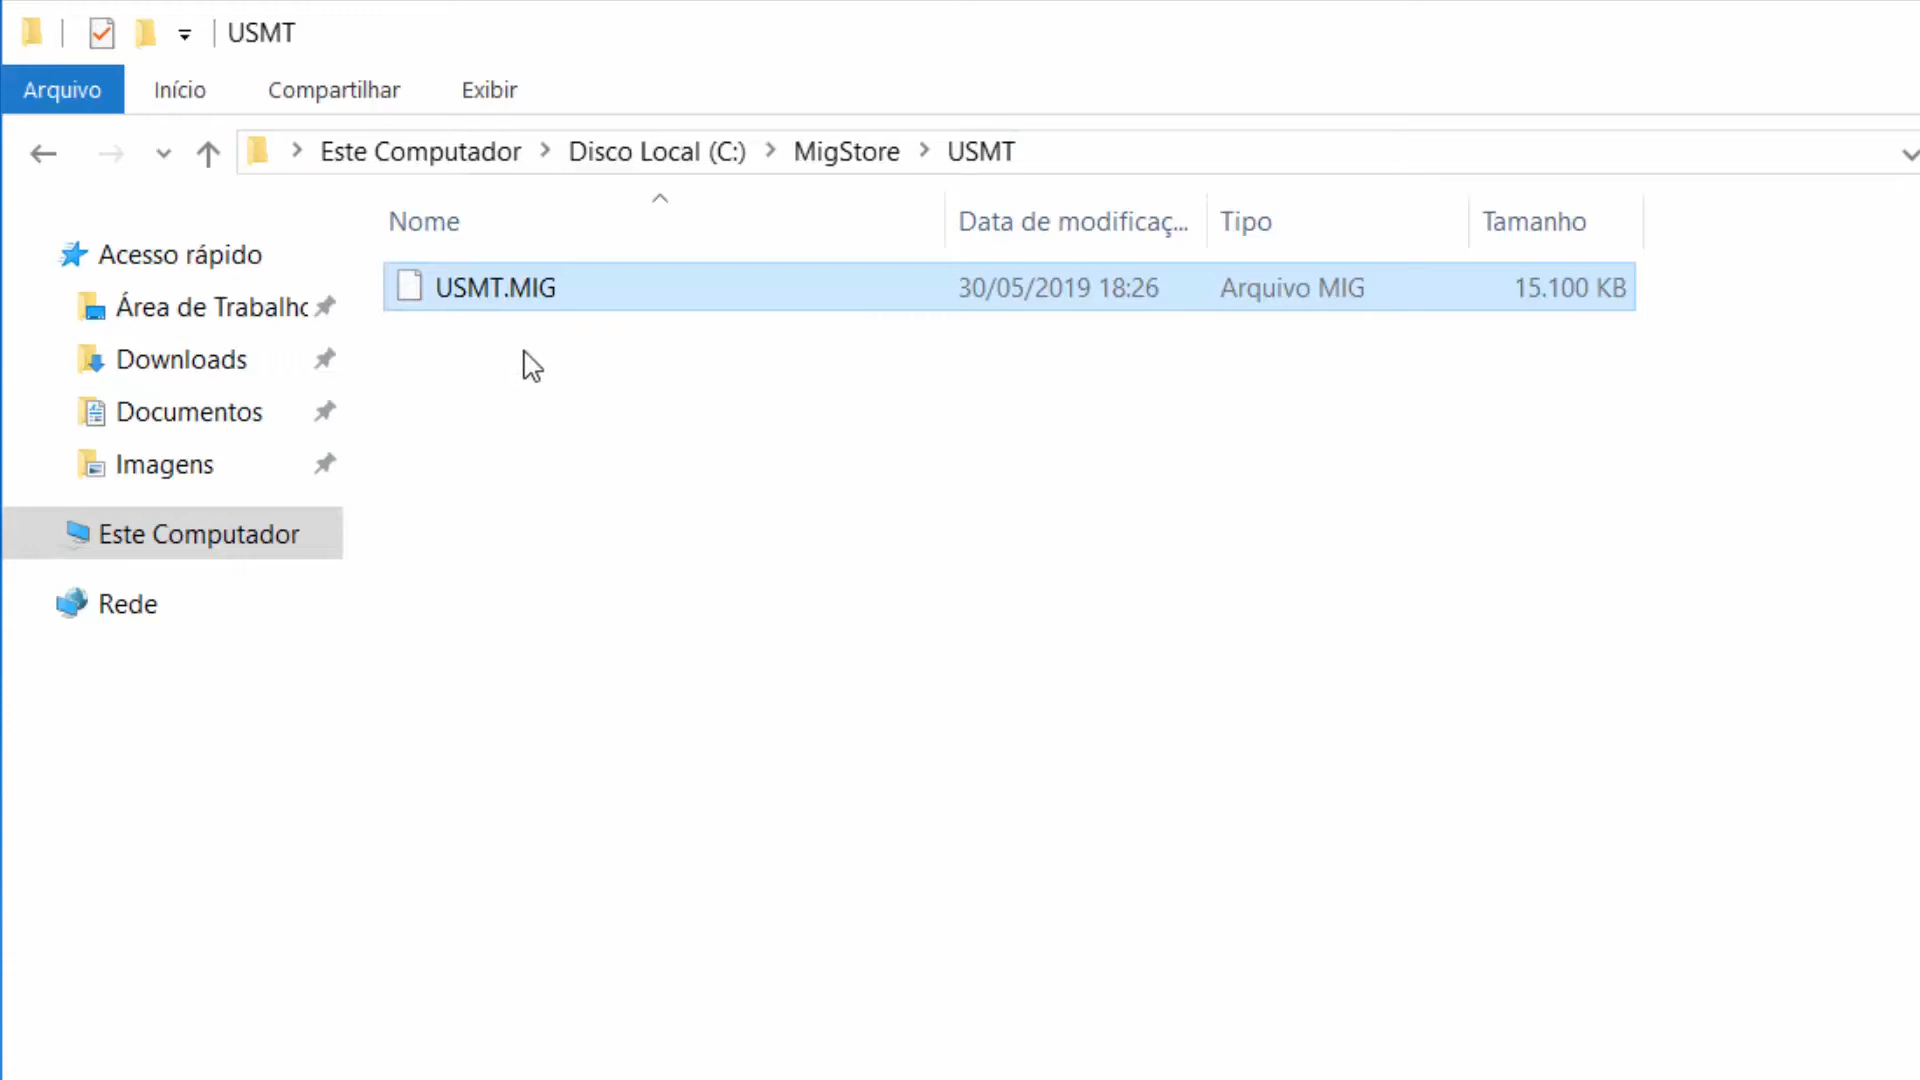 USMT
Arquivo Início Compartilhar Exibir
Este Computador Disco Local (C:) MigStore USMT
Nome Data de modificaç... Tipo Tamanho
Acesso rápido
USMT.MIG 30/05/2019 18:26 Arquivo MIG 15.100 KB
Área de Trabalho
Downloads
Documentos
Imagens
Este Computador
Rede